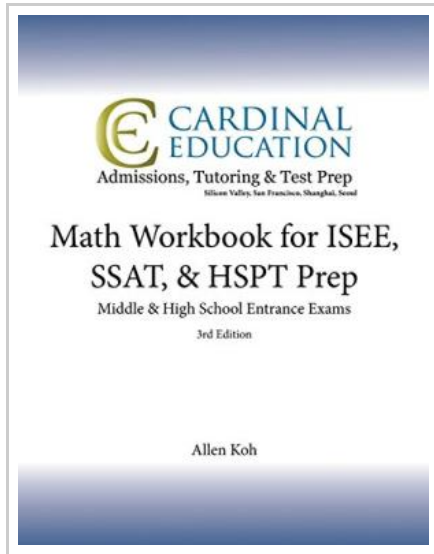 CE
CARDINAL
EDUCATION
Admissions, Tutoring & Test Prep
Silicon Valley, San Francisco, Shanghai, Seoul
Math Workbook for ISEE,
SSAT, & HSPT Prep
Middle & High School Entrance Exams
3rd Edition
Allen Koh